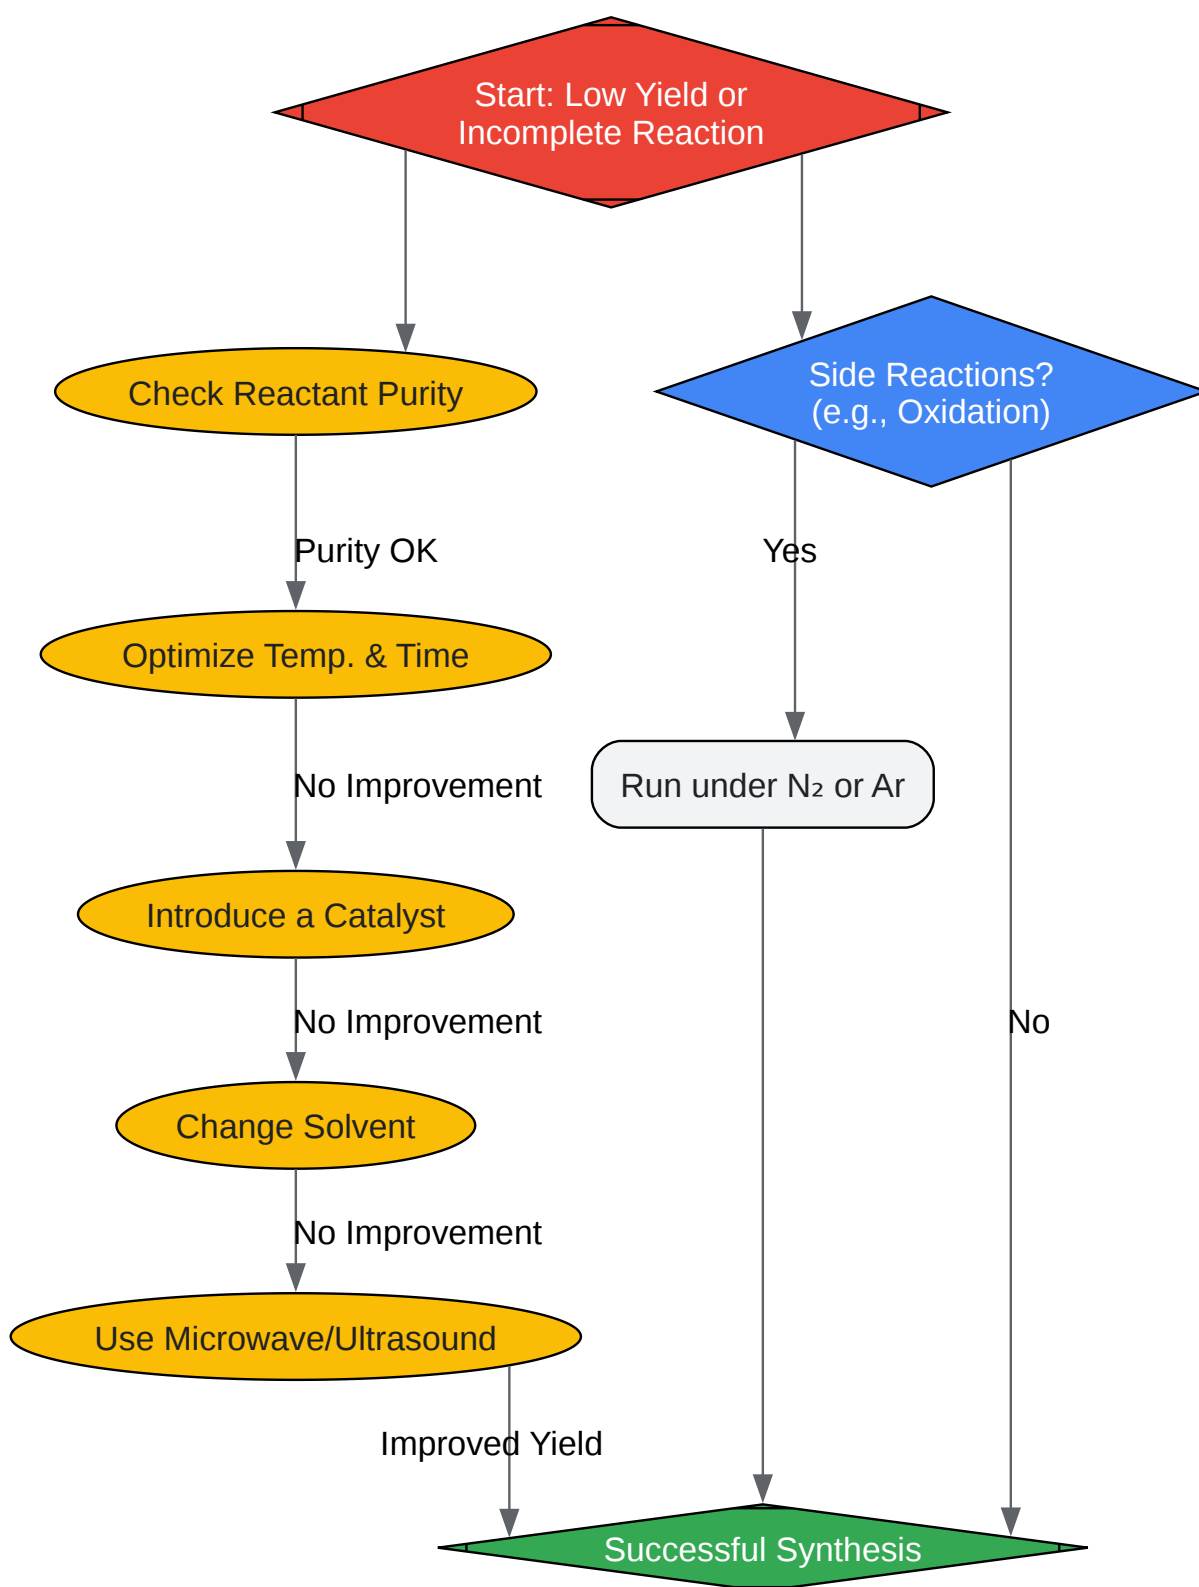 Start: Low Yield or
Incomplete Reaction
Check Reactant Purity
Side Reactions?
(e.g., Oxidation)
Purity OK
Yes
Optimize Temp. & Time
No Improvement
Run under N₂ or Ar
Introduce a Catalyst
No Improvement
No
Change Solvent
No Improvement
Use Microwave/Ultrasound
Improved Yield
Successful Synthesis